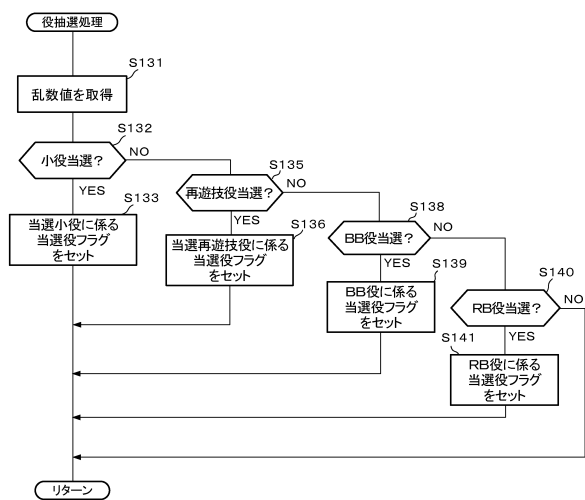 役抽選処理
S131
乱数値を取得
S132
小役当選？
NO
YES
S133
当選小役に係る
当選役フラグ
をセット
S135
再遊技役当選？
NO
YES
S136
当選再遊技役に係る
当選役フラグ
をセット
S138
BB役当選？
NO
YES
S139
BB役に係る
当選役フラグ
をセット
S140
RB役当選？
NO
YES
S141
RB役に係る
当選役フラグ
をセット
リターン